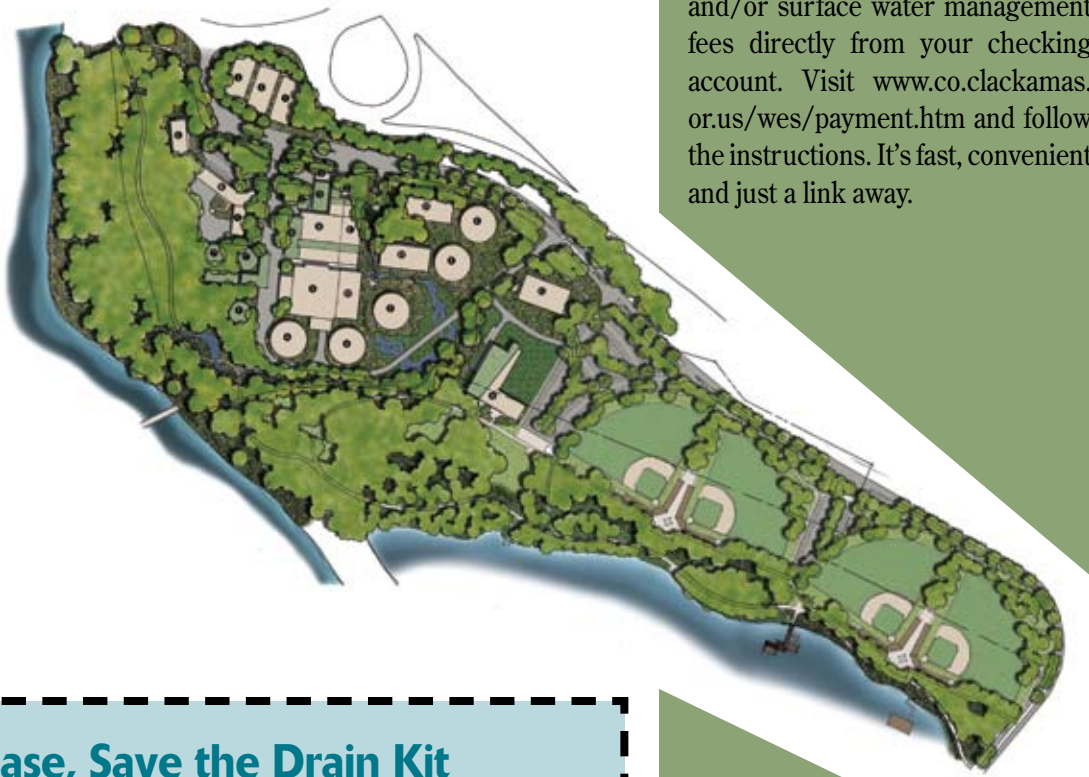 and/or surface water management
fees directly from your checking
account. Visit www.co.clackamas.
or.us/wes/payment.htm and follow
the instructions. It's fast, convenient
and just a link away.
ase, Save the Drain Kit